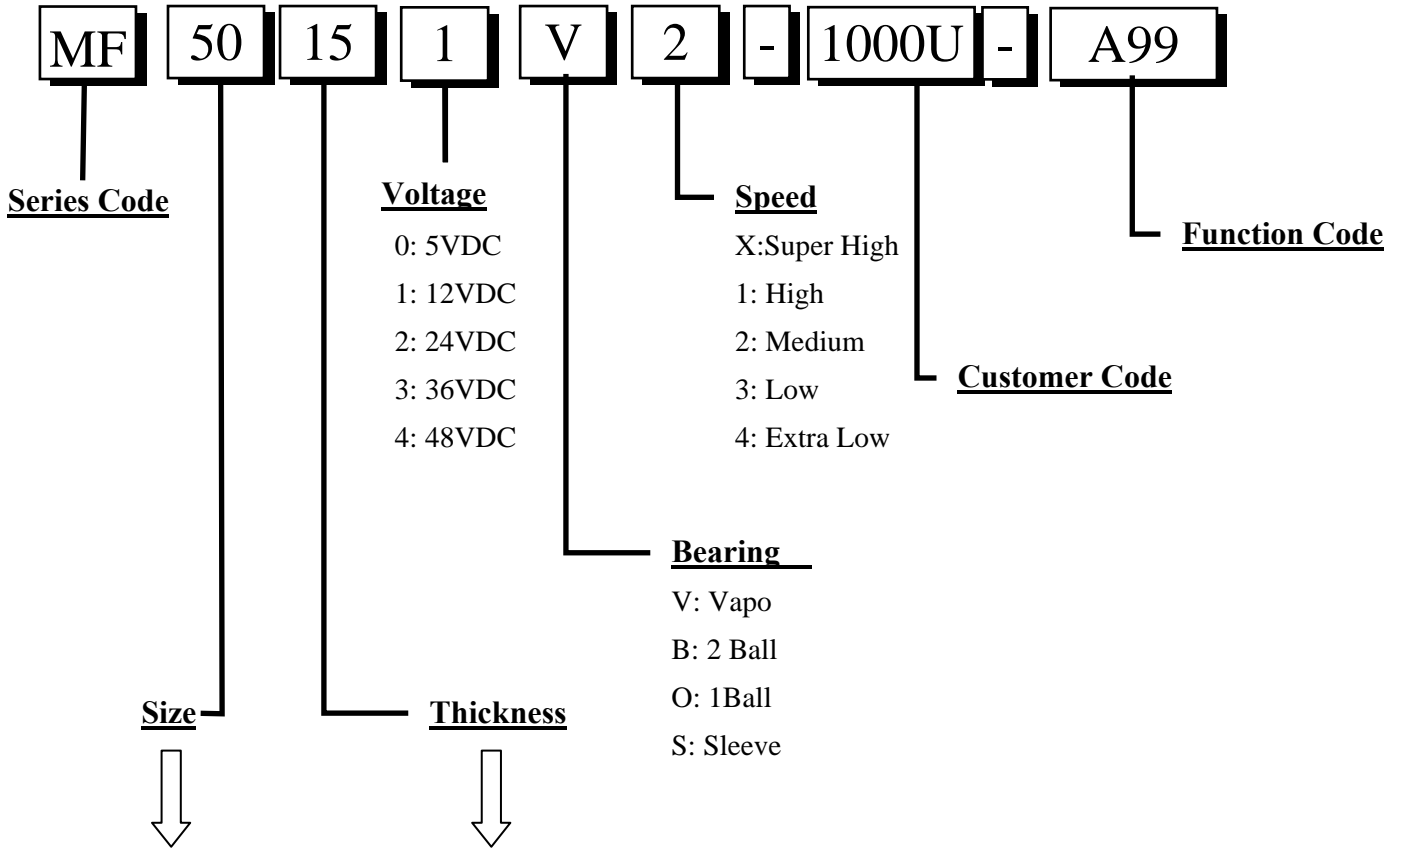 MF 50 15 1 V 2 - 1000U - A99
Series Code
Voltage
0: 5VDC
1: 12VDC
2: 24VDC
3: 36VDC
4: 48VDC
Speed
X:Super High
1: High
2: Medium
3: Low
4: Extra Low
Function Code
Customer Code
Bearing
V: Vapo
B: 2 Ball
O: 1Ball
S: Sleeve
Size
Thickness